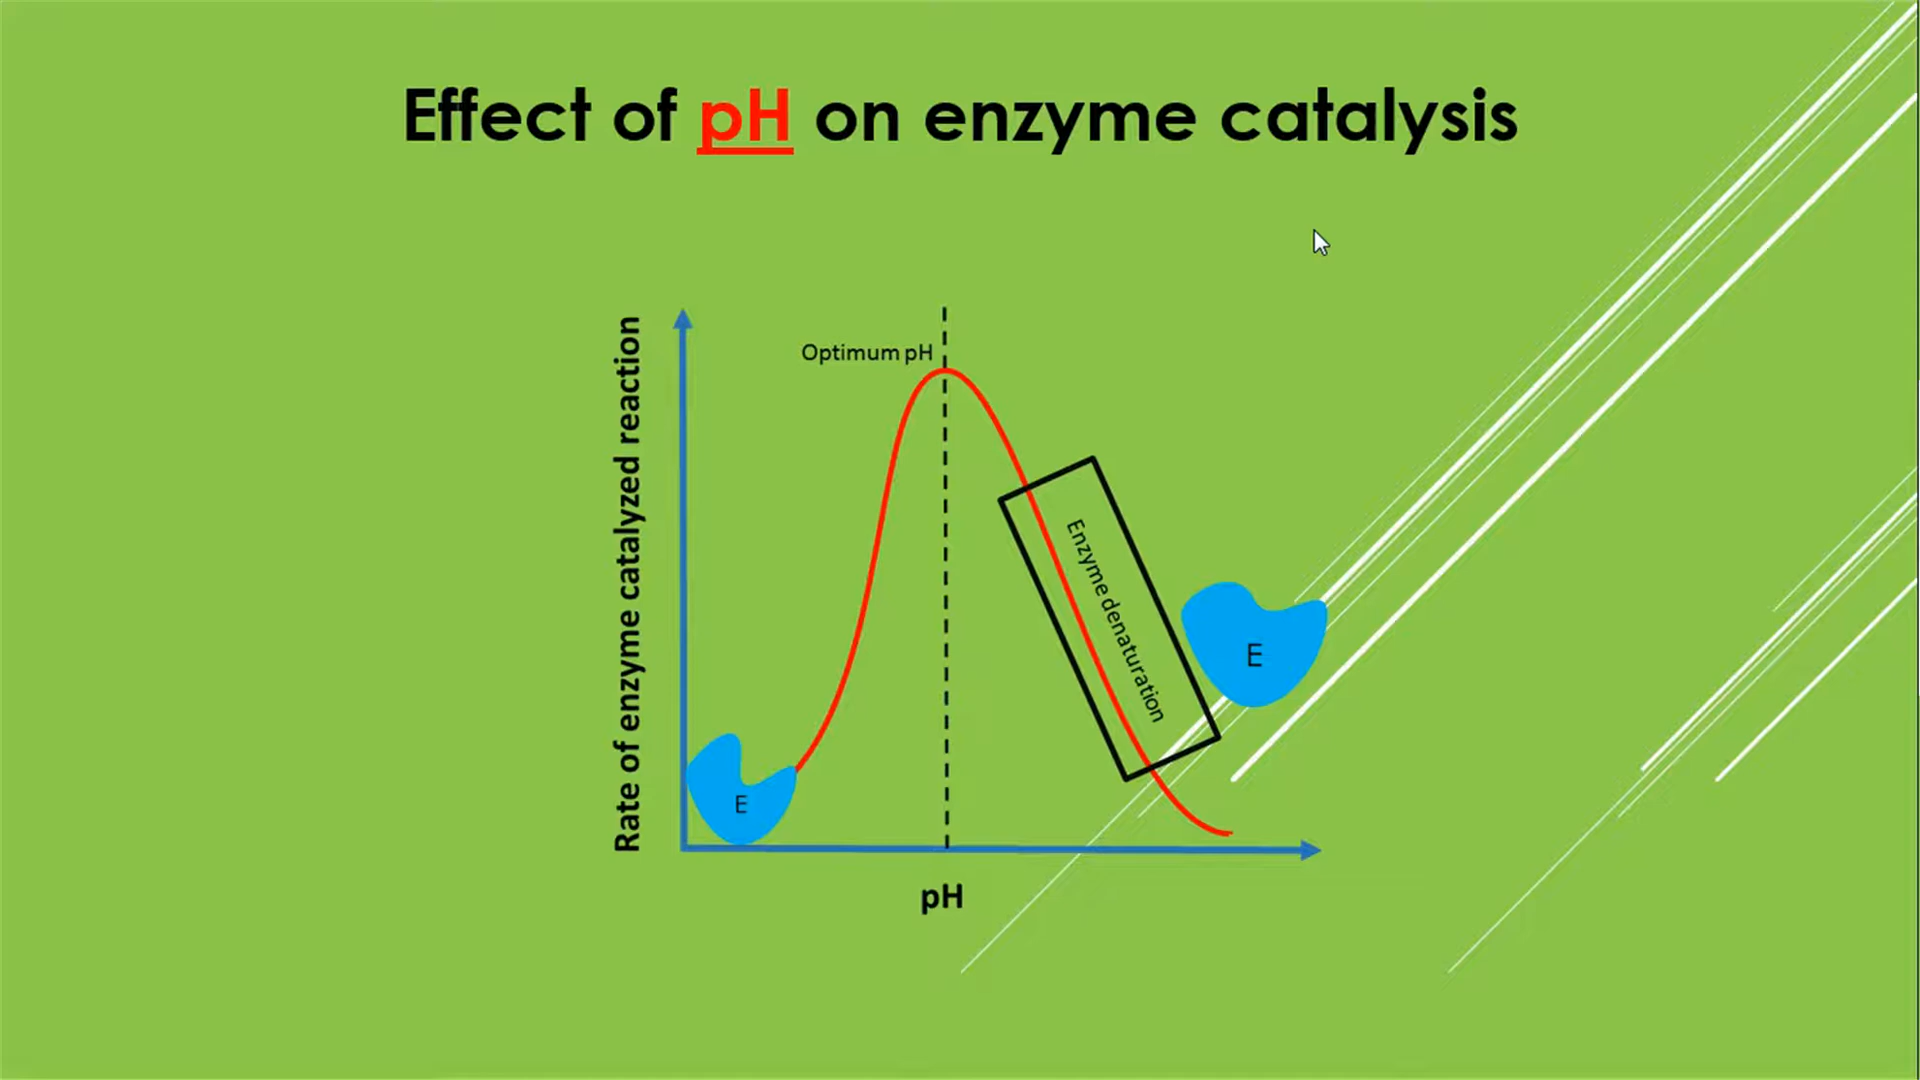 Effect of pH on enzyme catalysis
Rate of enzyme catalyzed reaction
Optimum pH
Enzyme denaturation
E
E
pH